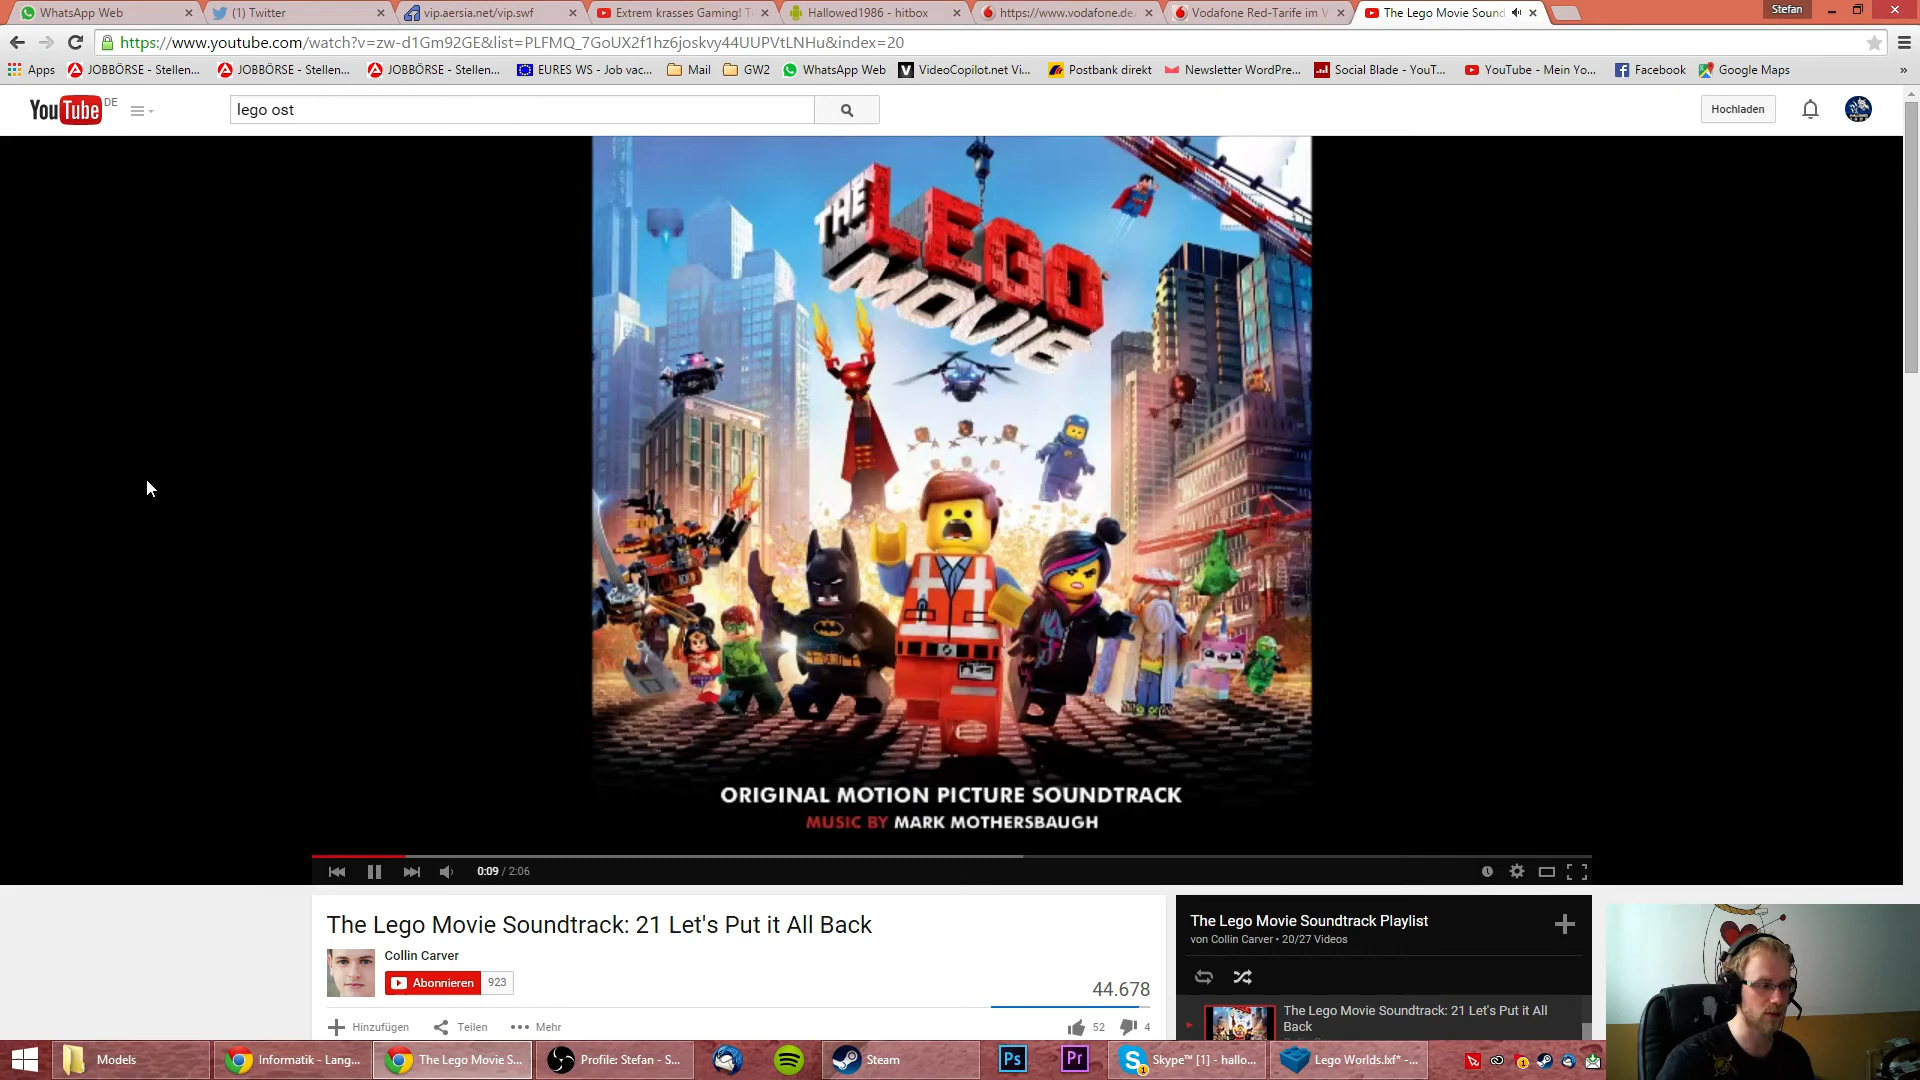 WhatsApp Web
(1) Twitter
vip.aersia.net/vip.swf
Extrem krasses Gaming! T
Hallowed1986 - hitbox
https://www.vodafone.de
Vodafone Red-Tarife im V
The Lego Movie Sound
Stefan
https://www.youtube.com/watch?v=zw-d1Gm92GE&list=PLFMQ_7GoUX2f1hz6joskvy44UUPVtLNHu&index=20
Apps
JOBBÖRSE - Stellen...
JOBBÖRSE - Stellen...
JOBBÖRSE - Stellen...
EURES WS - Job vac...
Mail
GW2
WhatsApp Web
VideoCopilot.net Vi...
Postbank direkt
Newsletter WordPre...
Social Blade - YouT...
YouTube - Mein Yo...
Facebook
Google Maps
»
YouTube DE
lego ost
Hochladen
THE
LEGO
MOVIE
ORIGINAL MOTION PICTURE SOUNDTRACK
MUSIC BY MARK MOTHERSBAUGH
0:09 / 2:06
The Lego Movie Soundtrack: 21 Let's Put it All Back
Collin Carver
Abonnieren 923
44.678
Hinzufügen
Teilen
Mehr
52
4
The Lego Movie Soundtrack Playlist
von Collin Carver • 20/27 Videos
The Lego Movie Soundtrack: 21 Let's Put it All
Back
Models
Informatik - Lang...
The Lego Movie S...
Profile: Stefan - S...
Steam
Ps
Pr
Skype™ [1] - hallo...
Lego Worlds.lxf* -...